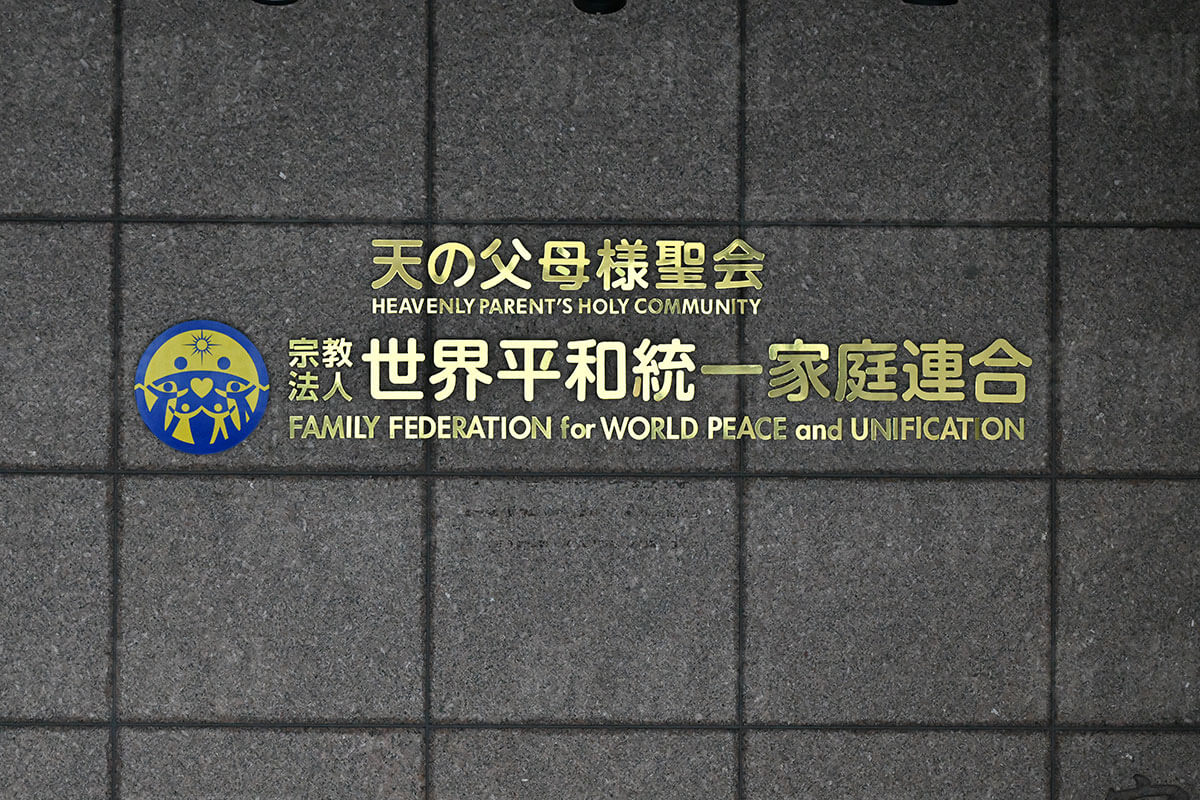 天の父母様聖会
HEAVENLY PARENT'S HOLY COMMUNITY
宗教法人 世界平和統一家庭連合
FAMILY FEDERATION for WORLD PEACE and UNIFICATION